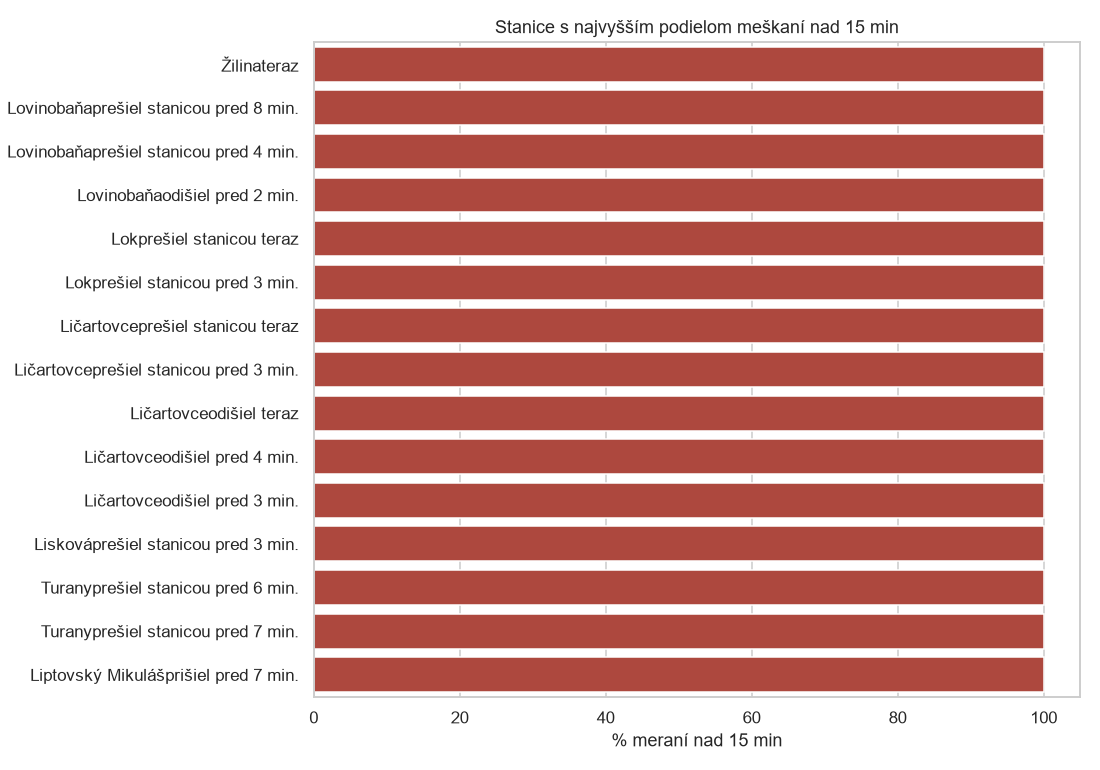 Stanice s najvyšším podielom meškaní nad 15 min
Žilinateraz
Lovinobaňaprešiel stanicou pred 8 min.
Lovinobaňaprešiel stanicou pred 4 min.
Lovinobaňaodišiel pred 2 min.
Lokprešiel stanicou teraz
Lokprešiel stanicou pred 3 min.
Ličartovceprešiel stanicou teraz
Ličartovceprešiel stanicou pred 3 min.
Ličartovceodišiel teraz
Ličartovceodišiel pred 4 min.
Ličartovceodišiel pred 3 min.
Liskováprešiel stanicou pred 3 min.
Turanyprešiel stanicou pred 6 min.
Turanyprešiel stanicou pred 7 min.
Liptovský Mikulášprišiel pred 7 min.
0 20 40 60 80 100
% meraní nad 15 min